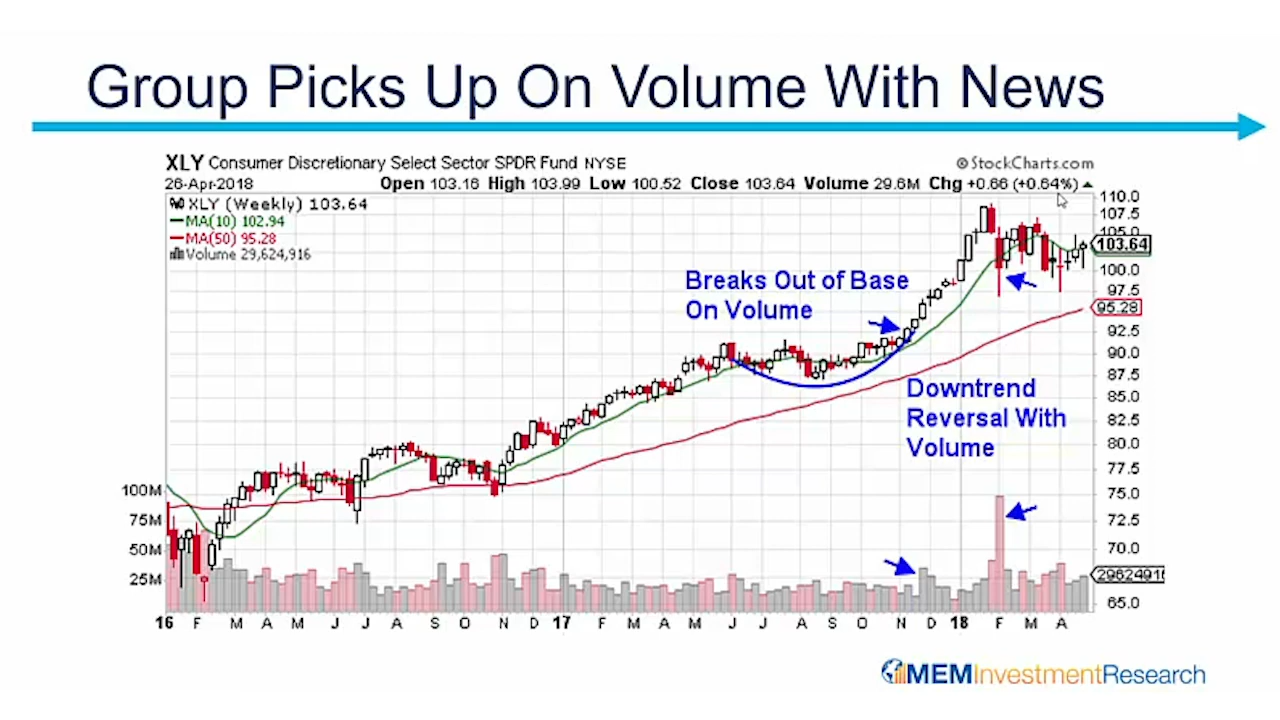 Group Picks Up On Volume With News
XLY Consumer Discretionary Select Sector SPDR Fund NYSE
© StockCharts.com
26-Apr-2018
Open 103.16 High 103.99 Low 100.52 Close 103.64 Volume 29.6M Chg +0.66 (+0.64%)
XLY (Weekly) 103.64
MA(10) 102.94
MA(50) 95.28
Volume 29,624,916
110.0
107.5
105.0
103.64
100.0
97.5
95.28
92.5
90.0
87.5
85.0
82.5
80.0
77.5
75.0
72.5
70.0
29624916
65.0
Breaks Out of Base
On Volume
Downtrend
Reversal With
Volume
100M
75M
50M
25M
16 F M A M J J A S O N D 17 F M A M J J A S O N D 18 F M A
MEMInvestmentResearch